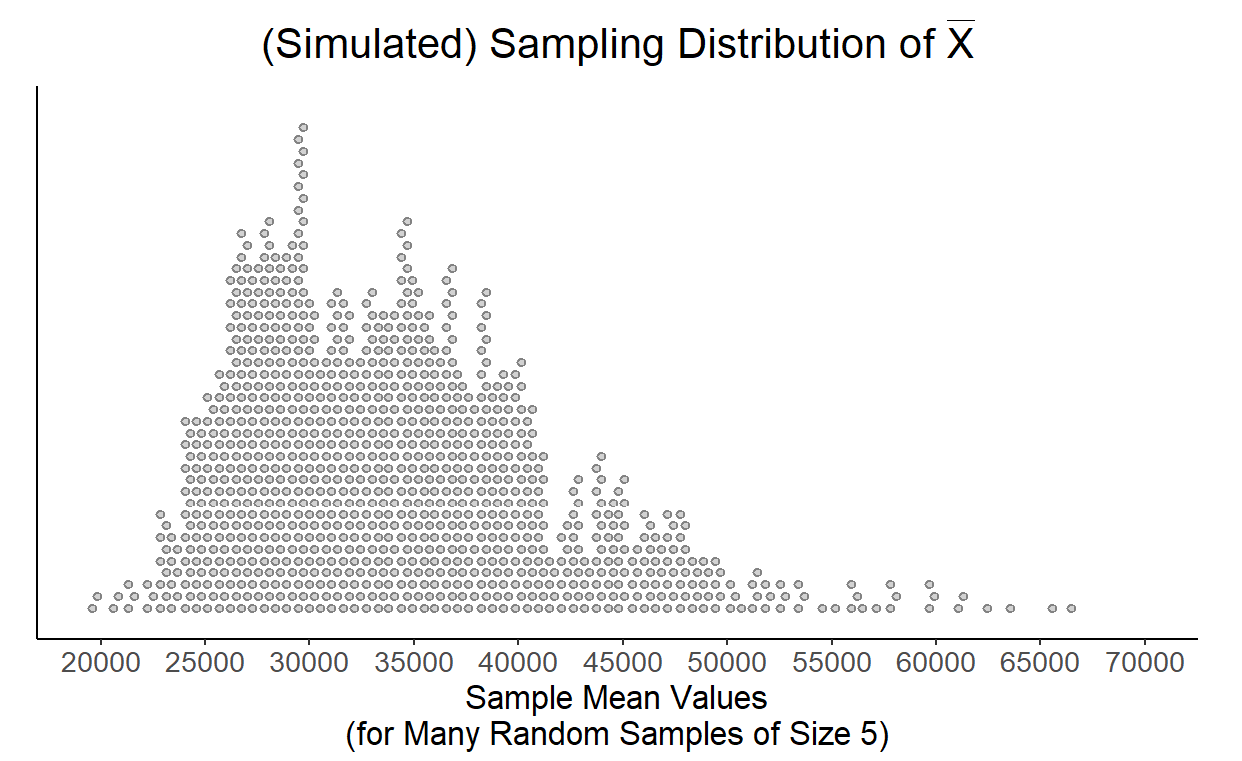 (Simulated) Sampling Distribution of X̅
20000 25000 30000 35000 40000 45000 50000 55000 60000 65000 70000
Sample Mean Values
(for Many Random Samples of Size 5)